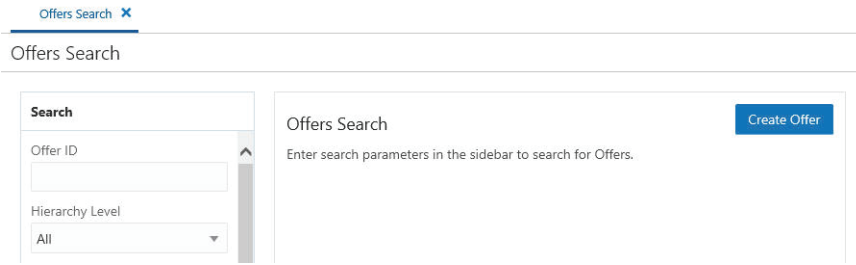 Offers Search
Offers Search
Search
Offer ID
Hierarchy Level
All
Offers Search
Create Offer
Enter search parameters in the sidebar to search for Offers.